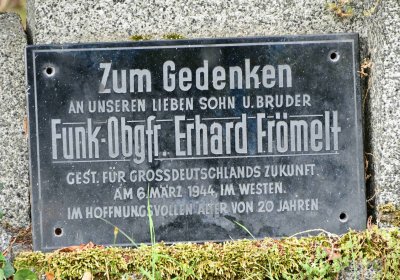 Zum Gedenken
AN UNSEREN LIEBEN SOHN U. BRUDER
Funk-Obgfr. Erhard Frömelt
GEST. FÜR GROSSDEUTSCHLANDS ZUKUNFT
AM 6. MÄRZ 1944 IM WESTEN.
IM HOFFNUNGSVOLLEN ALTER VON 20 JAHREN